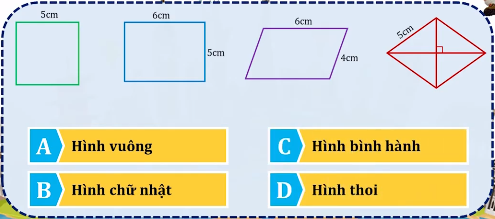 5cm
6cm
5cm
6cm
4cm
5cm
A Hình vuông
C Hình bình hành
B Hình chữ nhật
D Hình thoi